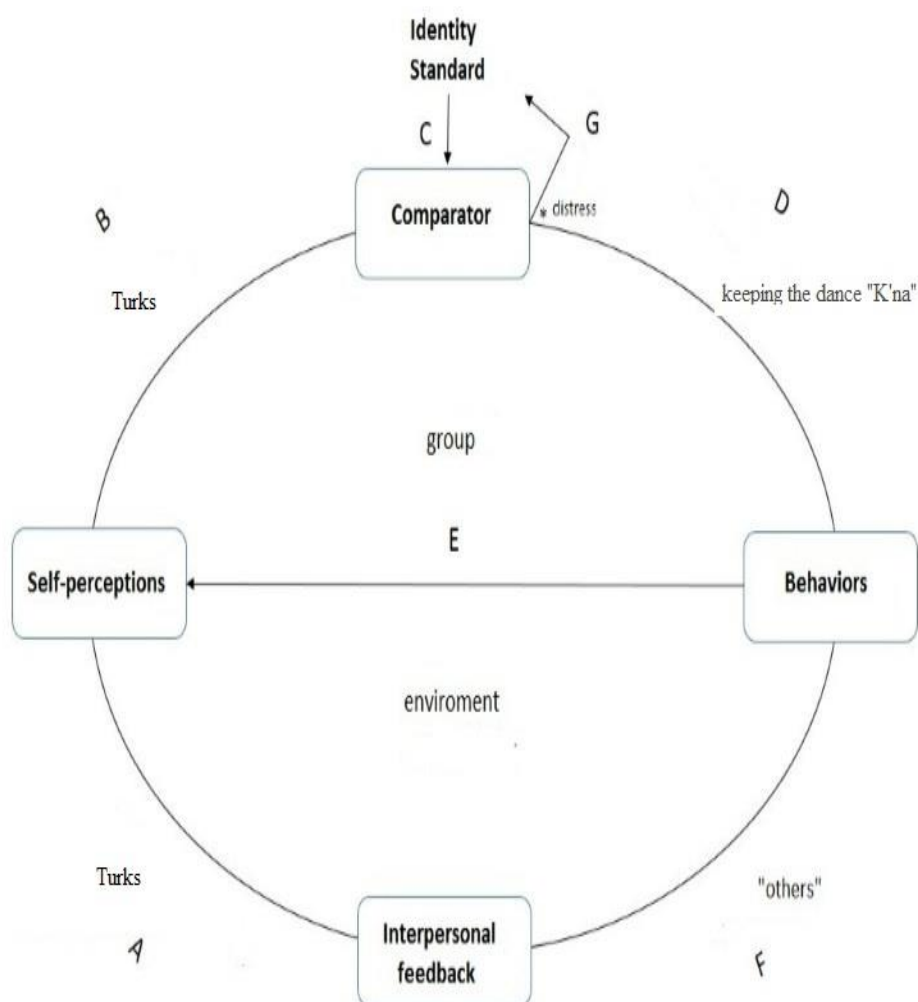 Identity
Standard
C
G
B
D
Comparator
* distress
Turks
keeping the dance "K'na"
group
E
Self-perceptions
Behaviors
enviroment
Turks
"others"
A
Interpersonal
feedback
F